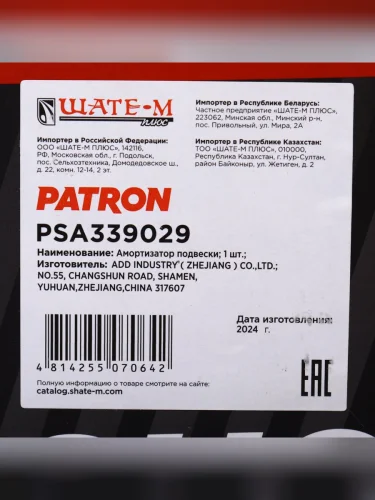 ШАТЕ-М
ПЛЮС
Импортер в Российской Федерации:
ООО «ШАТЕ-М ПЛЮС», 142116,
РФ, Московская обл., г. Подольск,
пос. Сельхозтехника, Домодедовское ш.,
д. 22, комн. 12-14, 2 эт.
Импортер в Республике Беларусь:
Частное предприятие «ШАТЕ-М ПЛЮС»,
223062, Минская обл., Минский р-н,
пос. Привольный, ул. Мира, 2А
Импортер в Республике Казахстан:
ТОО «ШАТЕ-М ПЛЮС», 010000,
Республика Казахстан, г. Нур-Султан,
район Байконыр, ул. Жетиген, д. 2
PATRON
PSA339029
Наименование: Амортизатор подвески; 1 шт.;
Изготовитель: ADD INDUSTRY ( ZHEJIANG ) CO.,LTD.;
NO.55, CHANGSHUN ROAD, SHAMEN,
YUHUAN,ZHEJIANG,CHINA 317607
Дата изготовления:
2024 г.
4 814255 070642
Полную информацию о товаре смотрите на сайте:
catalog.shate-m.com
ЕАС